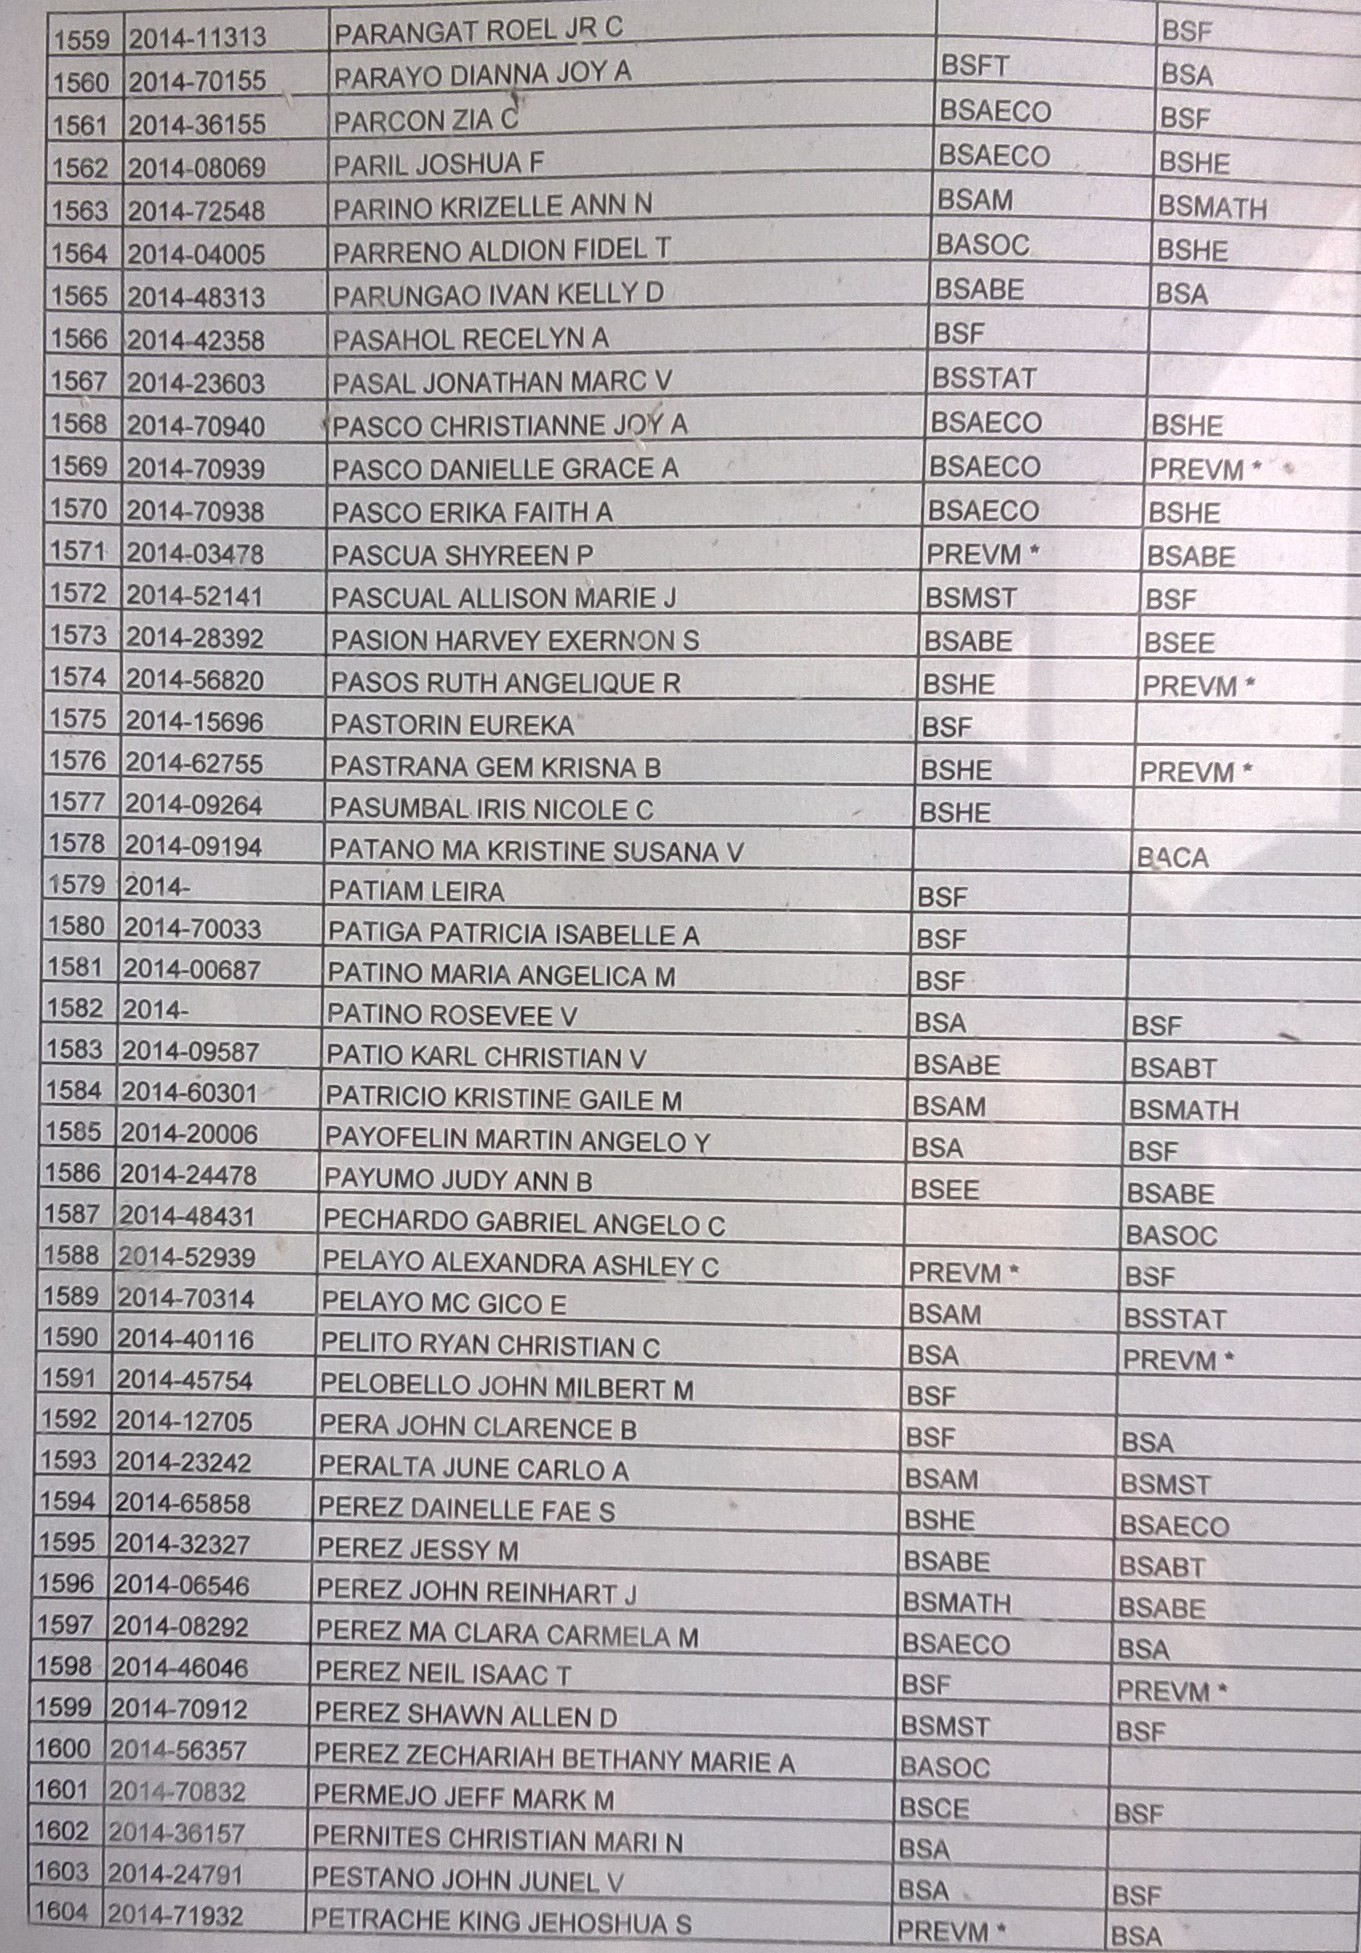 1559 2014-11313 PARANGAT ROEL JR C BSF
1560 2014-70155 PARAYO DIANNA JOY A BSFT BSA
1561 2014-36155 PARCON ZIA C BSAECO BSF
1562 2014-08069 PARIL JOSHUA F BSAECO BSHE
1563 2014-72548 PARINO KRIZELLE ANN N BSAM BSMATH
1564 2014-04005 PARRENO ALDION FIDEL T BASOC BSHE
1565 2014-48313 PARUNGAO IVAN KELLY D BSABE BSA
1566 2014-42358 PASAHOL RECELYN A BSF
1567 2014-23603 PASAL JONATHAN MARC V BSSTAT
1568 2014-70940 PASCO CHRISTIANNE JOY A BSAECO BSHE
1569 2014-70939 PASCO DANIELLE GRACE A BSAECO PREVM *
1570 2014-70938 PASCO ERIKA FAITH A BSAECO BSHE
1571 2014-03478 PASCUA SHYREEN P PREVM * BSABE
1572 2014-52141 PASCUAL ALLISON MARIE J BSMST BSF
1573 2014-28392 PASION HARVEY EXERNON S BSABE BSEE
1574 2014-56820 PASOS RUTH ANGELIQUE R BSHE PREVM *
1575 2014-15696 PASTORIN EUREKA BSF
1576 2014-62755 PASTRANA GEM KRISNA B BSHE PREVM *
1577 2014-09264 PASUMBAL IRIS NICOLE C BSHE
1578 2014-09194 PATANO MA KRISTINE SUSANA V BACA
1579 2014- PATIAM LEIRA BSF
1580 2014-70033 PATIGA PATRICIA ISABELLE A BSF
1581 2014-00687 PATINO MARIA ANGELICA M BSF
1582 2014- PATINO ROSEVEE V BSA BSF
1583 2014-09587 PATIO KARL CHRISTIAN V BSABE BSABT
1584 2014-60301 PATRICIO KRISTINE GAILE M BSAM BSMATH
1585 2014-20006 PAYOFELIN MARTIN ANGELO Y BSA BSF
1586 2014-24478 PAYUMO JUDY ANN B BSEE BSABE
1587 2014-48431 PECHARDO GABRIEL ANGELO C BASOC
1588 2014-52939 PELAYO ALEXANDRA ASHLEY C PREVM * BSF
1589 2014-70314 PELAYO MC GICO E BSAM BSSTAT
1590 2014-40116 PELITO RYAN CHRISTIAN C BSA PREVM *
1591 2014-45754 PELOBELLO JOHN MILBERT M BSF
1592 2014-12705 PERA JOHN CLARENCE B BSF BSA
1593 2014-23242 PERALTA JUNE CARLO A BSAM BSMST
1594 2014-65858 PEREZ DAINELLE FAE S BSHE BSAECO
1595 2014-32327 PEREZ JESSY M BSABE BSABT
1596 2014-06546 PEREZ JOHN REINHART J BSMATH BSABE
1597 2014-08292 PEREZ MA CLARA CARMELA M BSAECO BSA
1598 2014-46046 PEREZ NEIL ISAAC T BSF PREVM *
1599 2014-70912 PEREZ SHAWN ALLEN D BSMST BSF
1600 2014-56357 PEREZ ZECHARIAH BETHANY MARIE A BASOC
1601 2014-70832 PERMEJO JEFF MARK M BSCE BSF
1602 2014-36157 PERNITES CHRISTIAN MARI N BSA
1603 2014-24791 PESTANO JOHN JUNEL V BSA BSF
1604 2014-71932 PETRACHE KING JEHOSHUA S PREVM * BSA